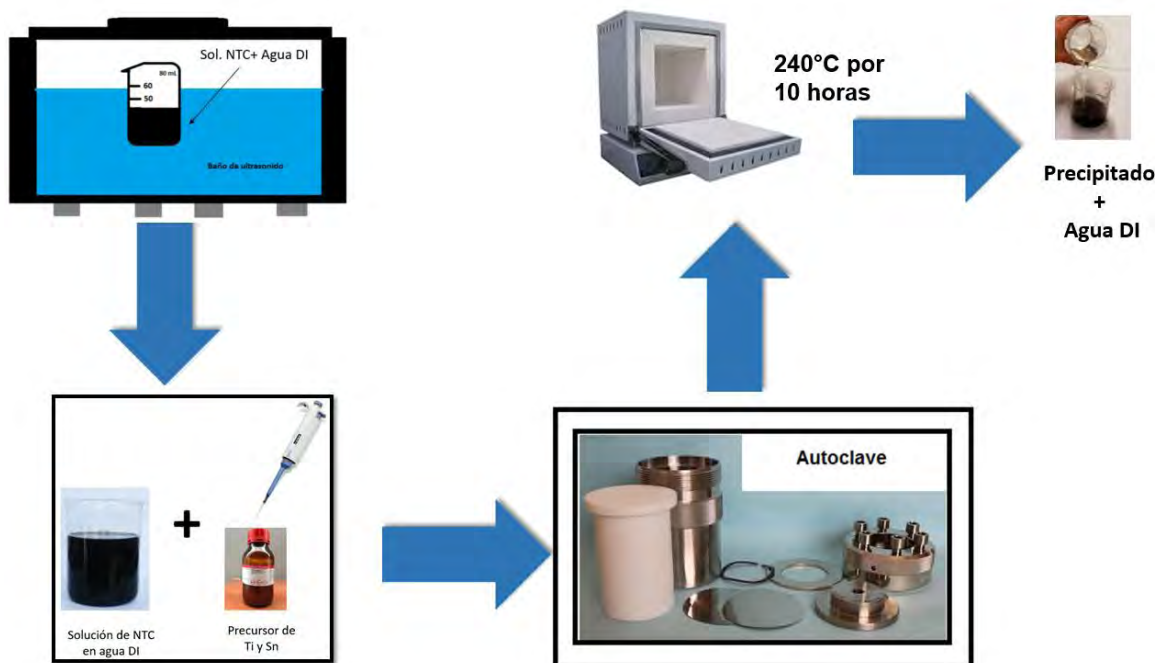 Sol. NTC+ Agua DI
80 mL
60
50
Baño de ultrasonido
Solución de NTC
en agua DI
+
Precursor de
Ti y Sn
Autoclave
240°C por
10 horas
Precipitado
+
Agua DI